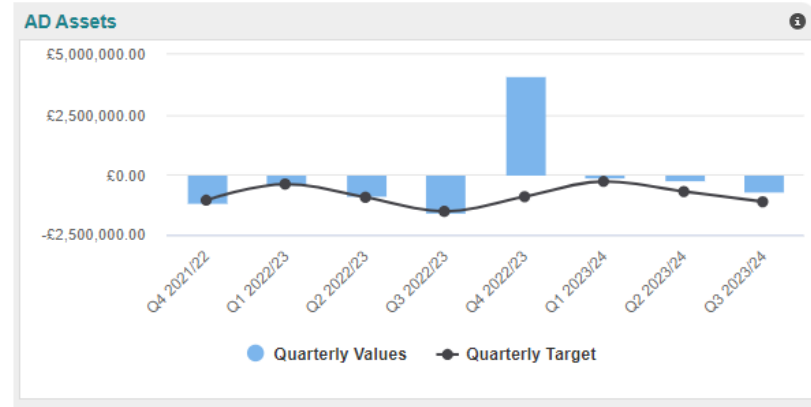 AD Assets
£5,000,000.00
£2,500,000.00
£0.00
-£2,500,000.00
Q4 2021/22
Q1 2022/23
Q2 2022/23
Q3 2022/23
Q4 2022/23
Q1 2023/24
Q2 2023/24
Q3 2023/24
Quarterly Values
Quarterly Target